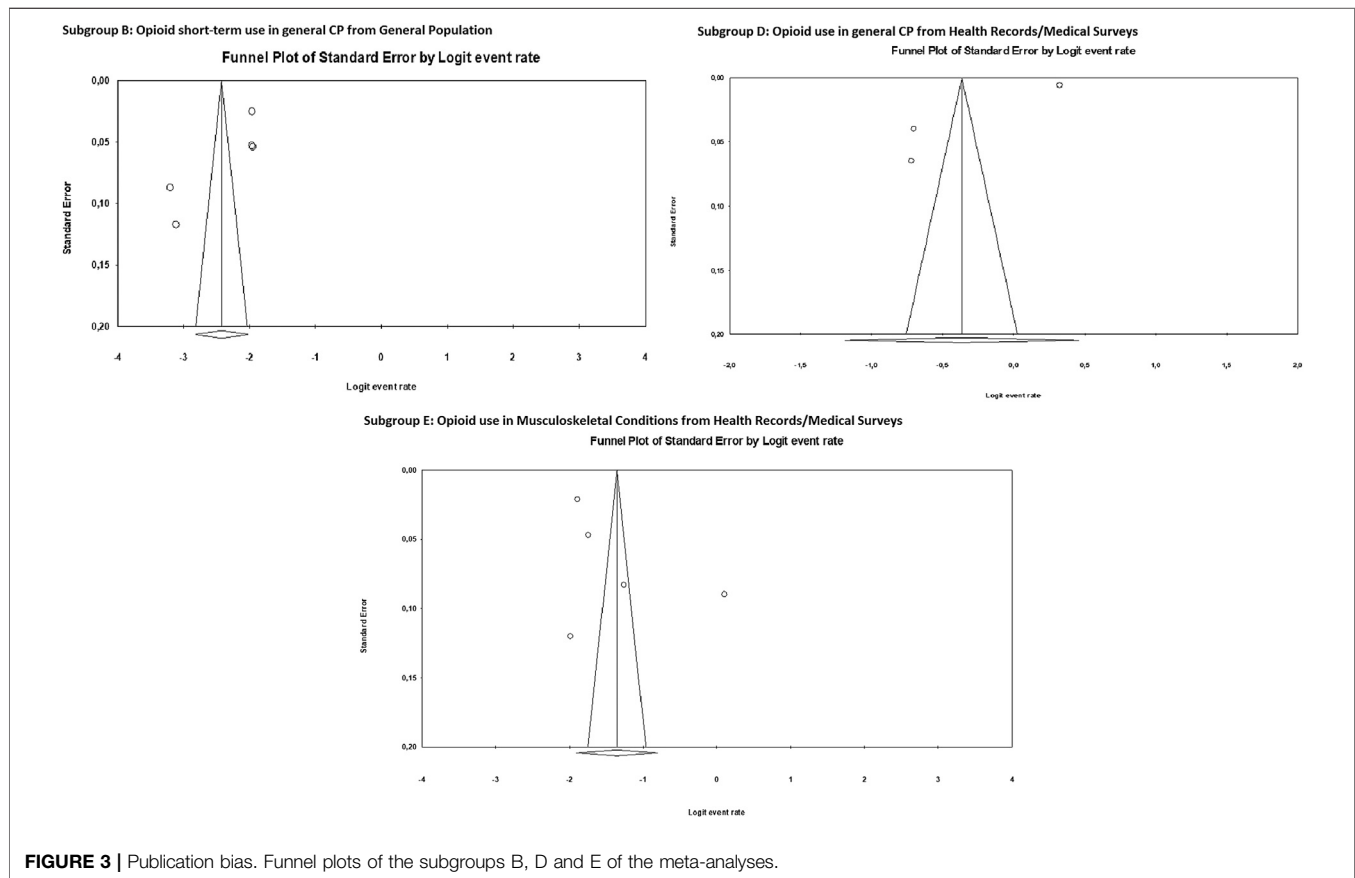 Subgroup B: Opioid short-term use in general CP from General Population
Funnel Plot of Standard Error by Logit event rate
0,00
0,05
0,10
0,15
0,20
Standard Error
-4 -3 -2 -1 0 1 2 3 4
Logit event rate
Subgroup D: Opioid use in general CP from Health Records/Medical Surveys
Funnel Plot of Standard Error by Logit event rate
0,00
0,05
0,10
0,15
0,20
Standard Error
-2,0 -1,5 -1,0 -0,5 0,0 0,5 1,0 1,5 2,0
Logit event rate
Subgroup E: Opioid use in Musculoskeletal Conditions from Health Records/Medical Surveys
Funnel Plot of Standard Error by Logit event rate
0,00
0,05
0,10
0,15
0,20
Standard Error
-4 -3 -2 -1 0 1 2 3 4
Logit event rate
FIGURE 3 | Publication bias. Funnel plots of the subgroups B, D and E of the meta-analyses.